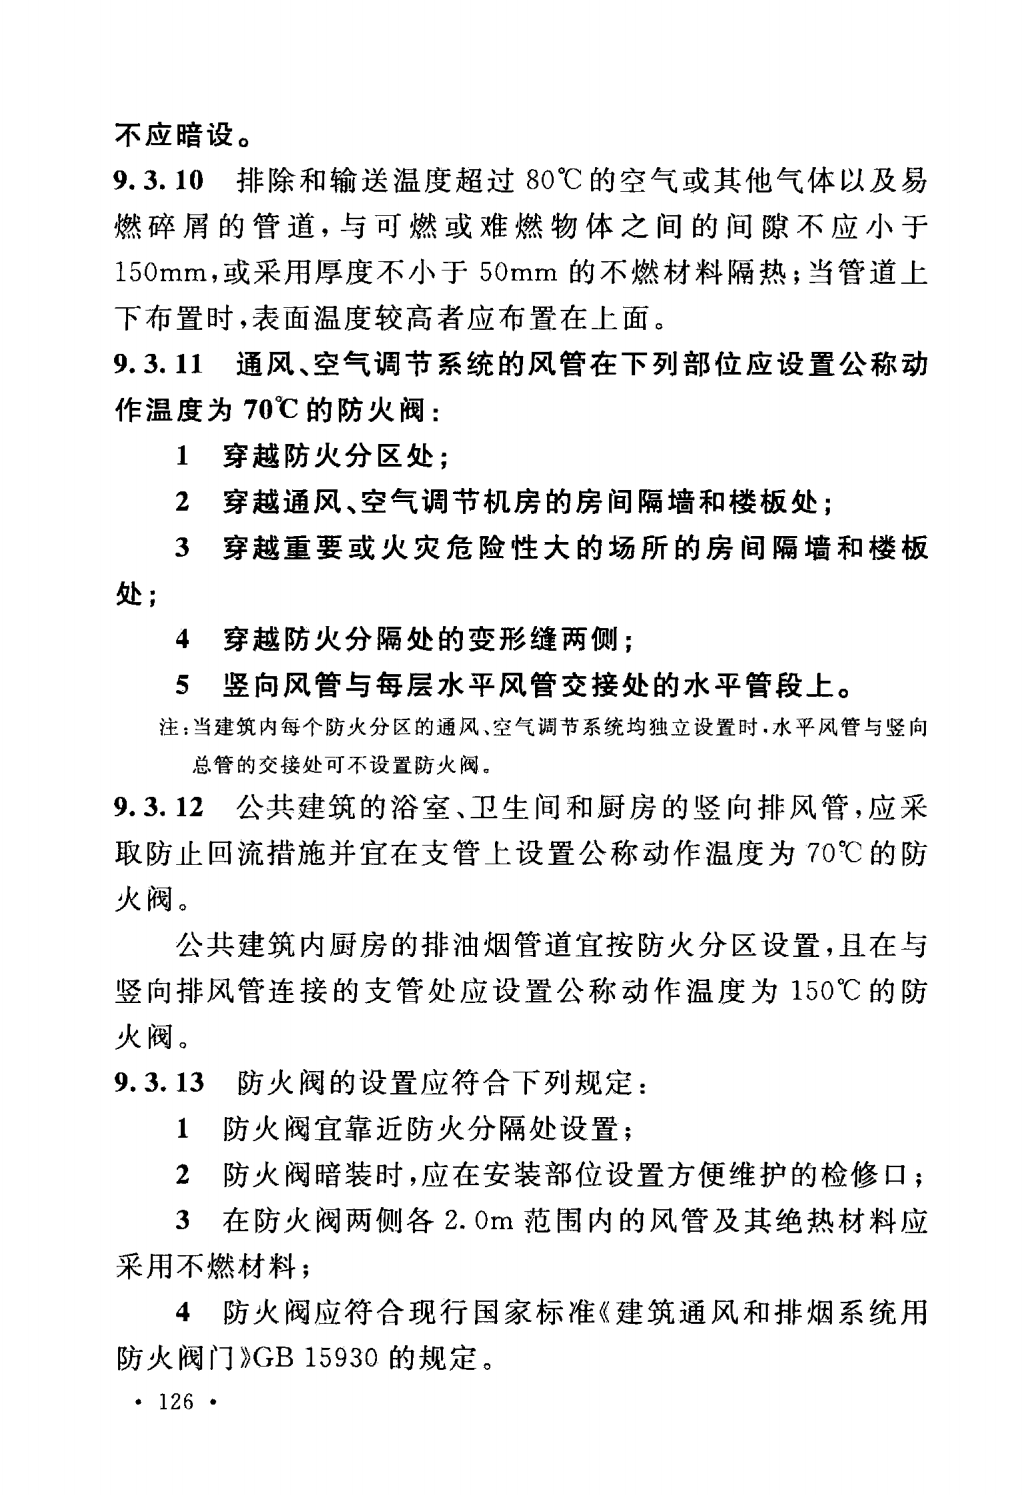 不应暗设。
9.3.10　排除和输送温度超过 80℃的空气或其他气体以及易
燃碎屑的管道，与可燃或难燃物体之间的间隙不应小于
150mm，或采用厚度不小于 50mm 的不燃材料隔热；当管道上
下布置时，表面温度较高者应布置在上面。
9.3.11　通风、空气调节系统的风管在下列部位应设置公称动
作温度为 70℃的防火阀：
1　穿越防火分区处；
2　穿越通风、空气调节机房的房间隔墙和楼板处；
3　穿越重要或火灾危险性大的场所的房间隔墙和楼板
处；
4　穿越防火分隔处的变形缝两侧；
5　竖向风管与每层水平风管交接处的水平管段上。
注：当建筑内每个防火分区的通风、空气调节系统均独立设置时，水平风管与竖向
总管的交接处可不设置防火阀。
9.3.12　公共建筑的浴室、卫生间和厨房的竖向排风管，应采
取防止回流措施并宜在支管上设置公称动作温度为 70℃的防
火阀。
公共建筑内厨房的排油烟管道宜按防火分区设置，且在与
竖向排风管连接的支管处应设置公称动作温度为 150℃的防
火阀。
9.3.13　防火阀的设置应符合下列规定：
1　防火阀宜靠近防火分隔处设置；
2　防火阀暗装时，应在安装部位设置方便维护的检修口；
3　在防火阀两侧各 2.0m 范围内的风管及其绝热材料应
采用不燃材料；
4　防火阀应符合现行国家标准《建筑通风和排烟系统用
防火阀门》GB 15930 的规定。
· 126 ·